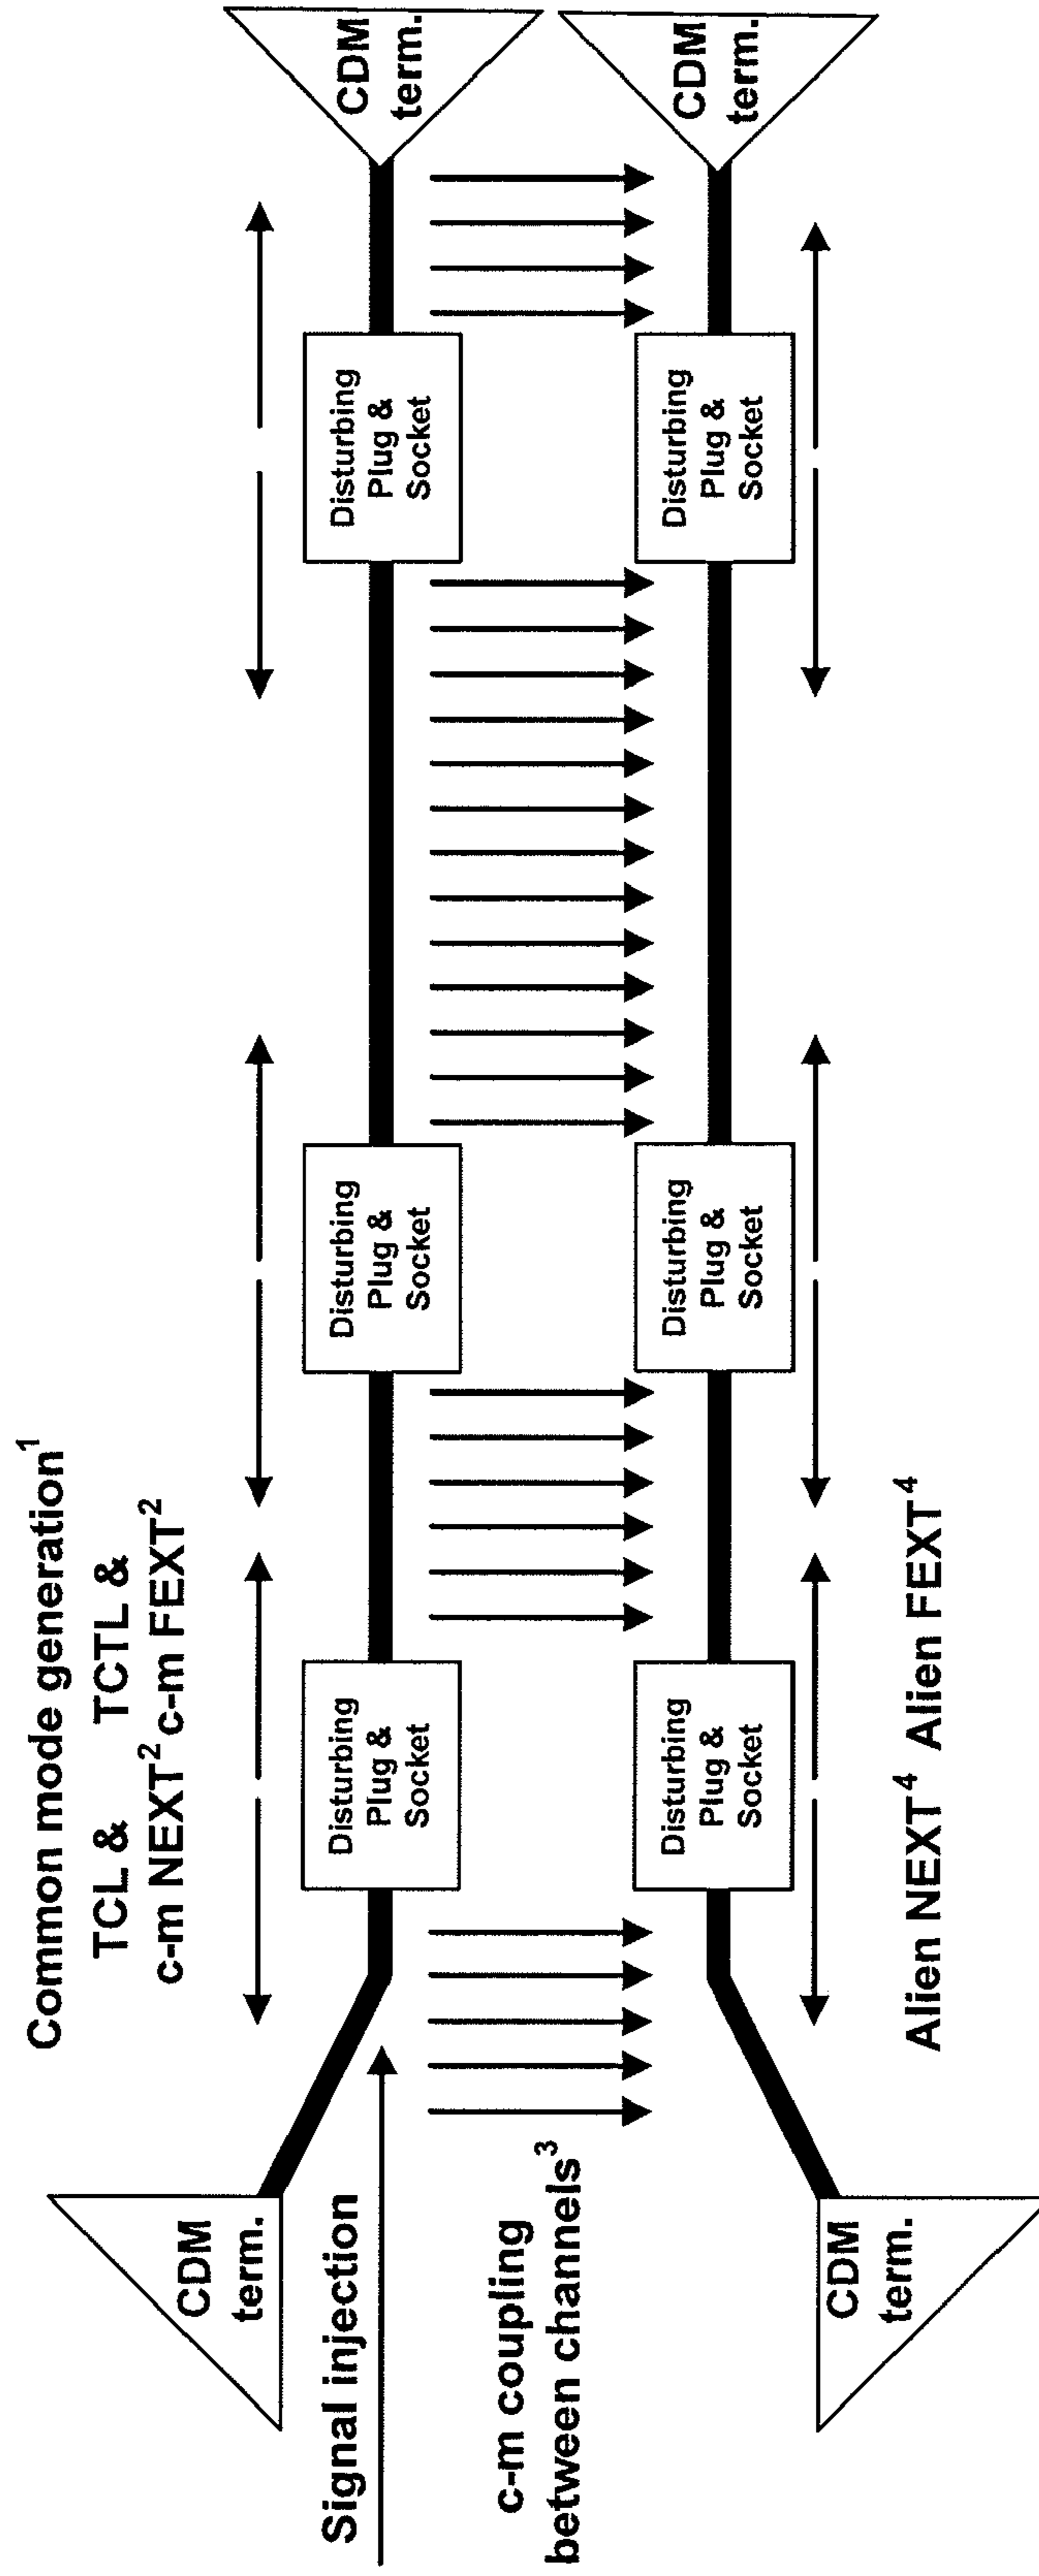 Common mode generation¹
TCL & TCTL &
c-m NEXT² c-m FEXT²
CDM
term.
Signal injection
c-m coupling
between channels³
Disturbing
Plug &
Socket
Disturbing
Plug &
Socket
Disturbing
Plug &
Socket
CDM
term.
CDM
term.
Disturbing
Plug &
Socket
Disturbing
Plug &
Socket
Disturbing
Plug &
Socket
CDM
term.
Alien NEXT⁴ Alien FEXT⁴